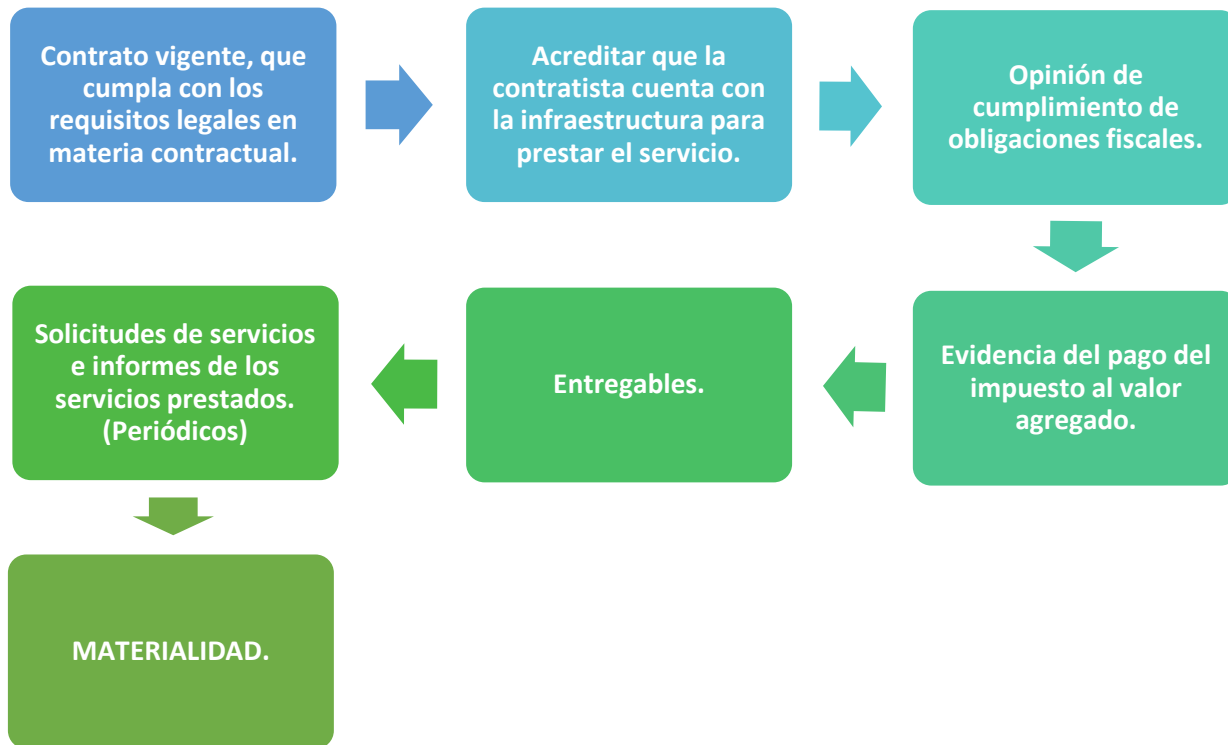 Contrato vigente, que
cumpla con los
requisitos legales en
materia contractual.
Acreditar que la
contratista cuenta con
la infraestructura para
prestar el servicio.
Opinión de
cumplimiento de
obligaciones fiscales.
Evidencia del pago del
impuesto al valor
agregado.
Entregables.
Solicitudes de servicios
e informes de los
servicios prestados.
(Periódicos)
MATERIALIDAD.